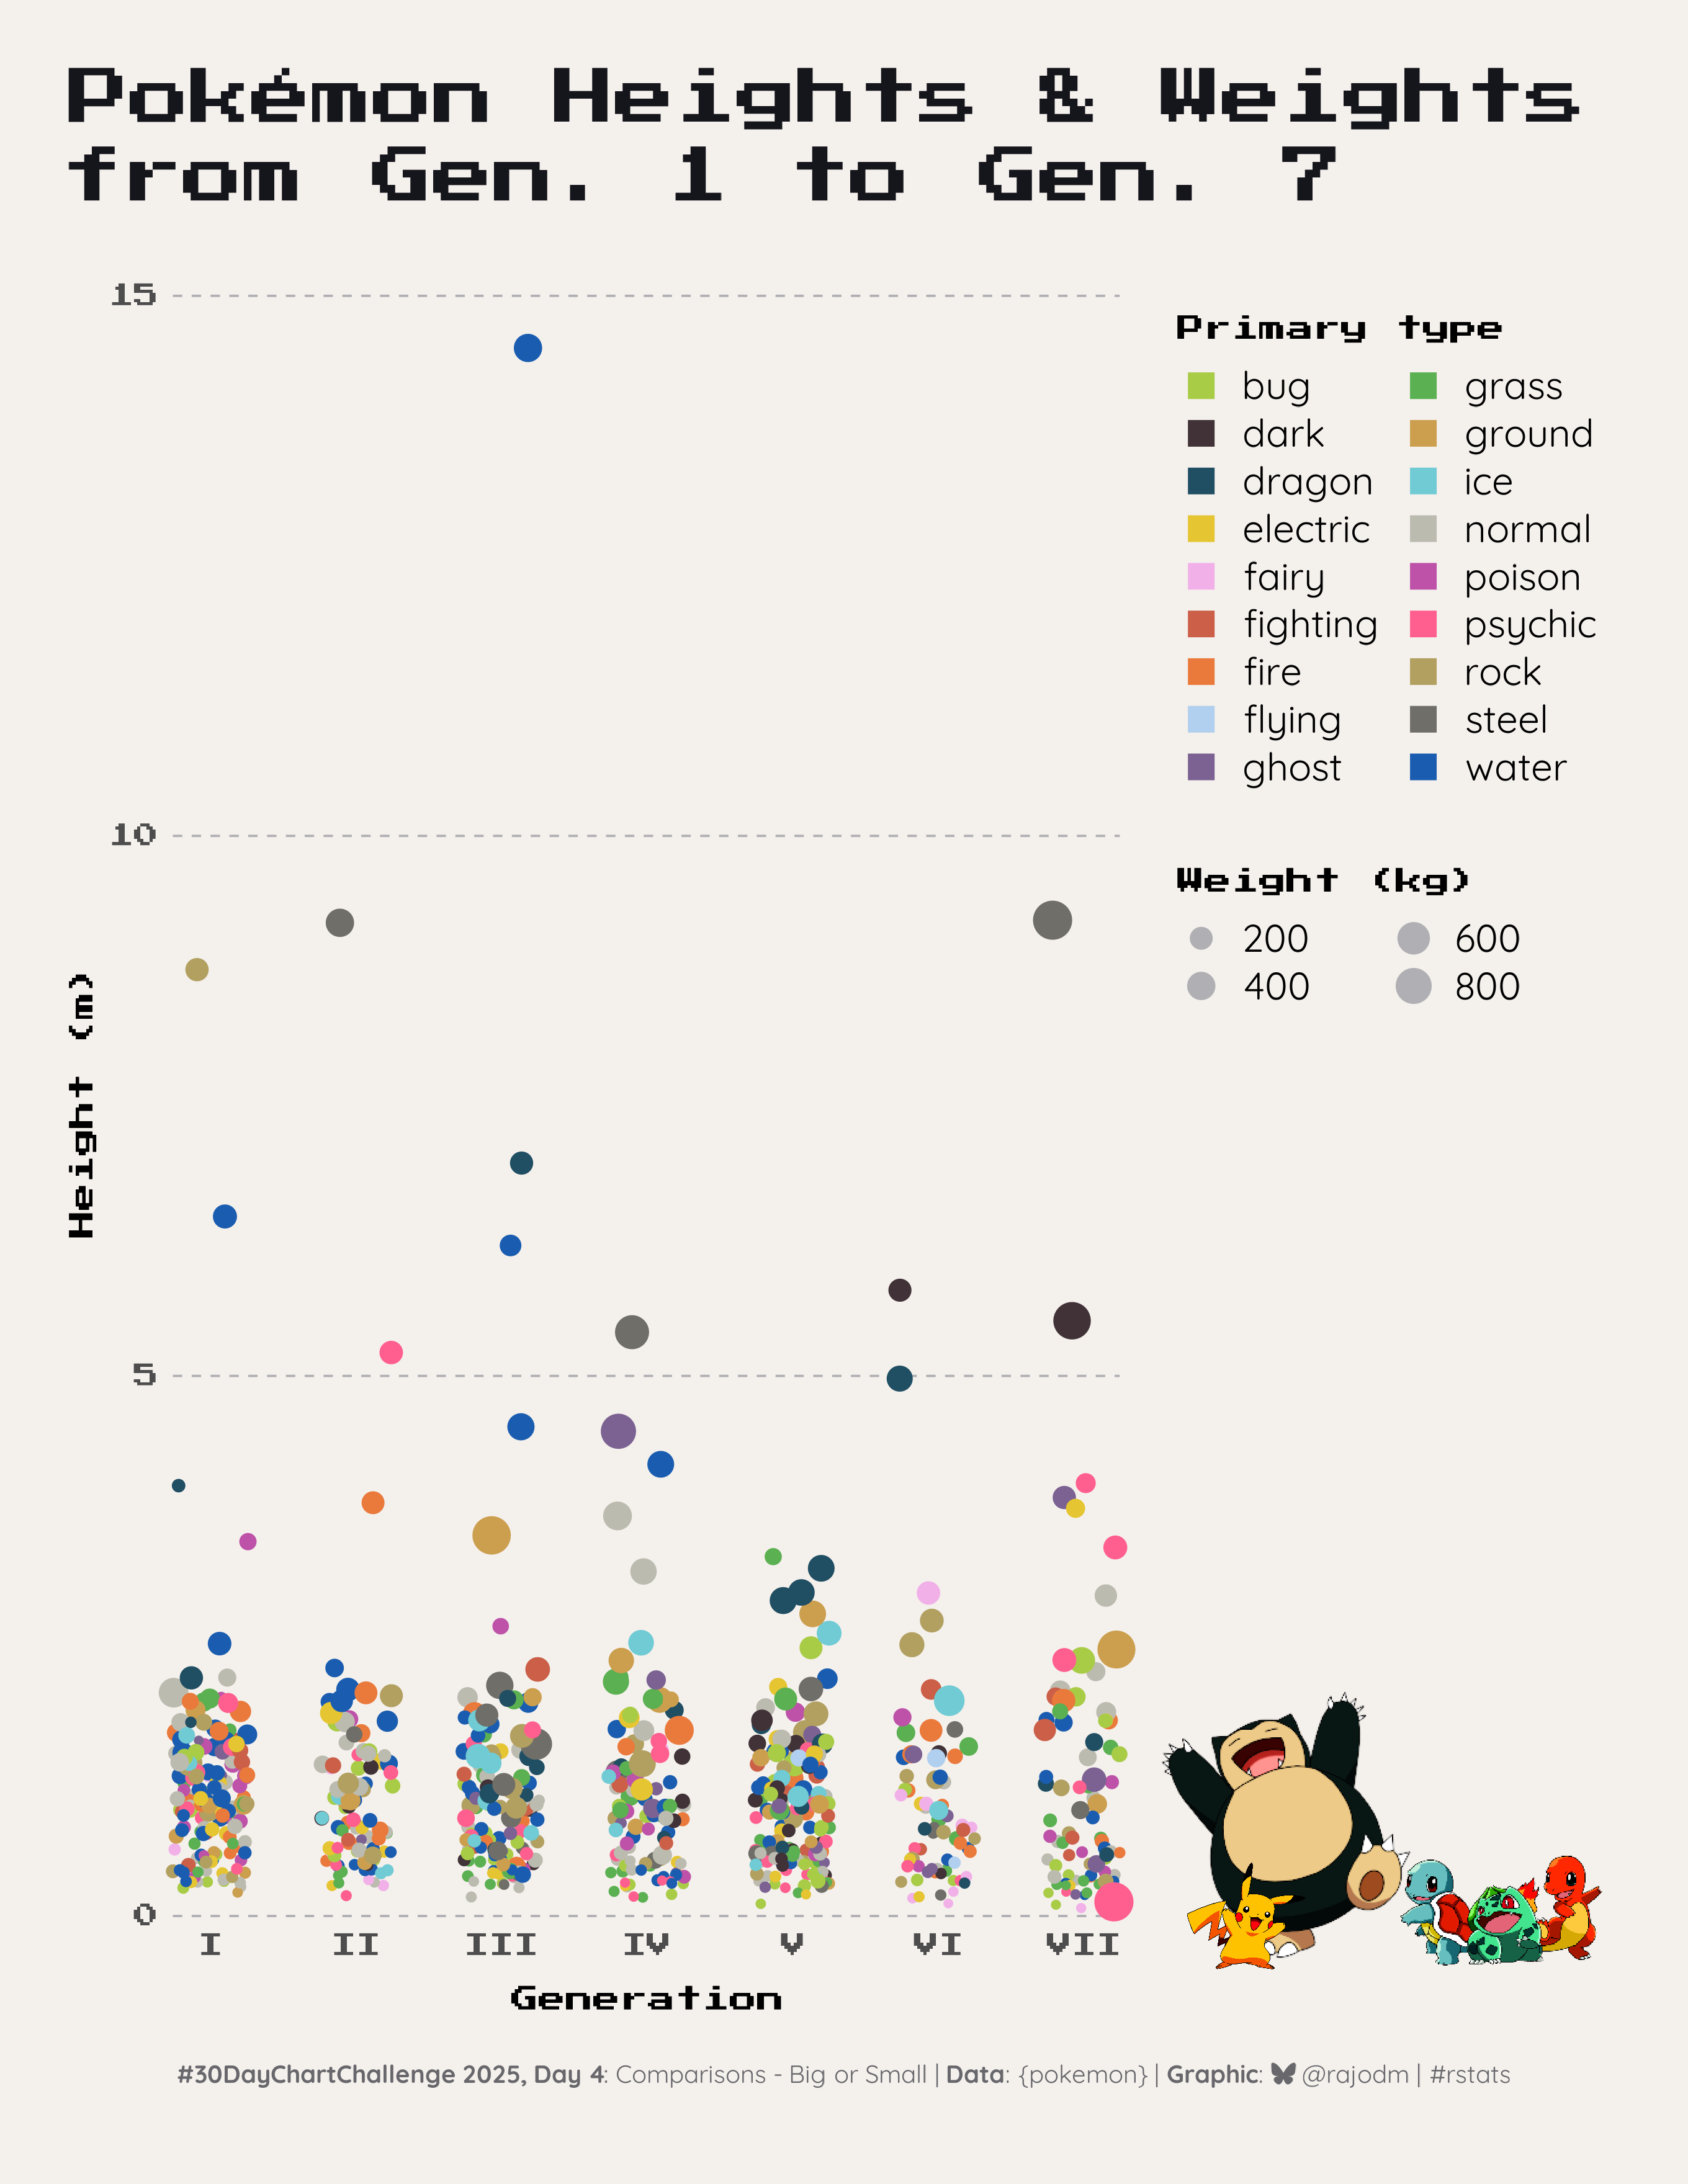 Pokémon Heights & Weights
from Gen. 1 to Gen. 7
15
10
5
0
Height (m)
I II III IV V VI VII
Generation
Primary type
bug grass
dark ground
dragon ice
electric normal
fairy poison
fighting psychic
fire rock
flying steel
ghost water
Weight (kg)
200 600
400 800
#30DayChartChallenge 2025, Day 4: Comparisons - Big or Small | Data: {pokemon} | Graphic: @rajodm | #rstats